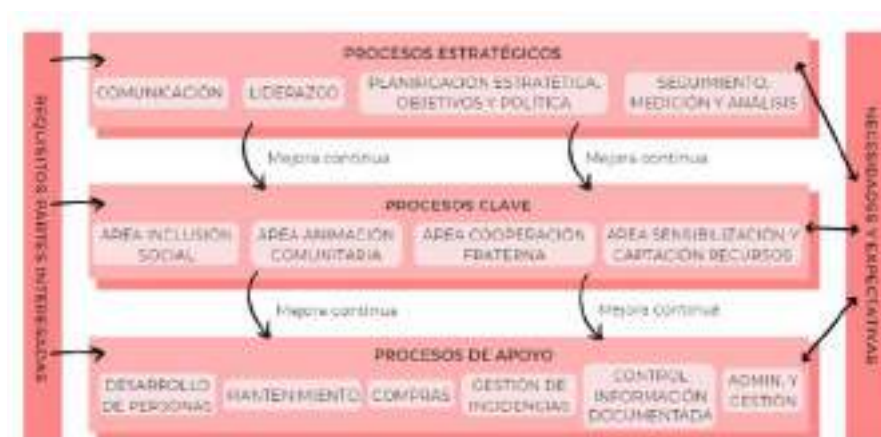 PROCESOS ESTRATÉGICOS
COMUNICACIÓN
LIDERAZGO
PLANIFICACIÓN ESTRATÉTICA,
OBJETIVOS Y POLÍTICA
SEGUIMIENTO,
MEDICIÓN Y ANÁLISIS
Mejora continua
Mejora continua
PROCESOS CLAVE
ÁREA INCLUSIÓN
SOCIAL
ÁREA ANIMACIÓN
COMUNITARIA
ÁREA COOPERACIÓN
FRATERNA
ÁREA SENSIBILIZACIÓN Y
CAPTACIÓN RECURSOS
Mejora continua
Mejora continua
PROCESOS DE APOYO
DESARROLLO
DE PERSONAS
MANTENIMIENTO
COMPRAS
GESTIÓN DE
INCIDENCIAS
CONTROL
INFORMACIÓN
DOCUMENTADA
ADMIN. Y
GESTIÓN
REQUISITOS PARTES INTERESADAS
NECESIDADES Y EXPECTATIVAS